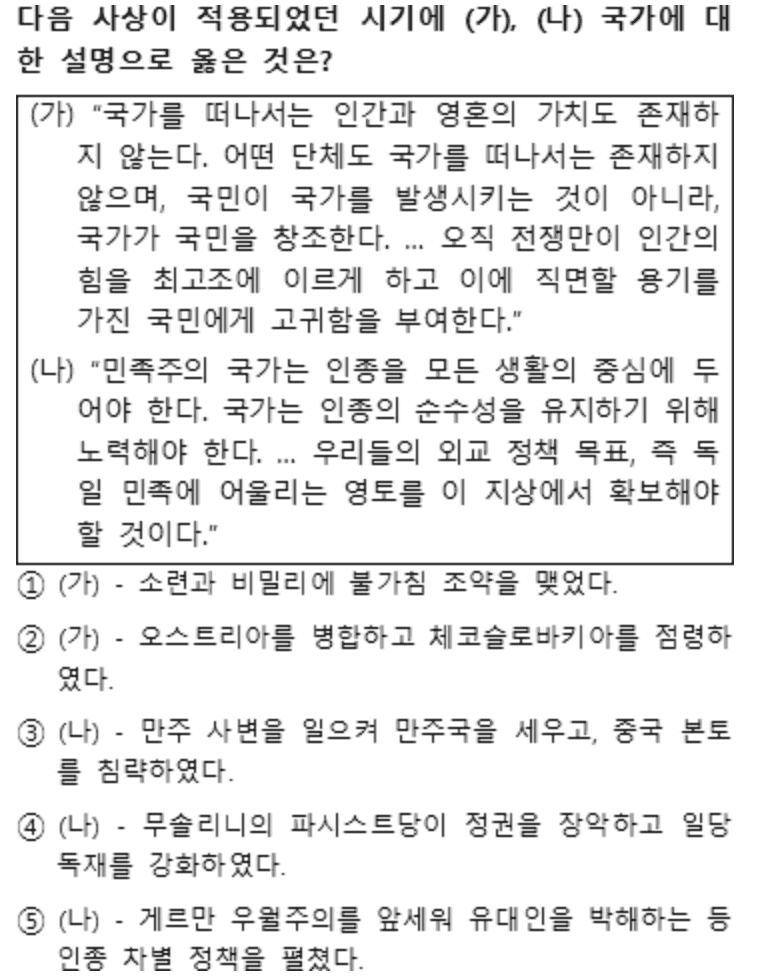 다음 사상이 적용되었던 시기에 (가), (나) 국가에 대
한 설명으로 옳은 것은?
(가) “국가를 떠나서는 인간과 영혼의 가치도 존재하
지 않는다. 어떤 단체도 국가를 떠나서는 존재하지
않으며, 국민이 국가를 발생시키는 것이 아니라,
국가가 국민을 창조한다. ... 오직 전쟁만이 인간의
힘을 최고조에 이르게 하고 이에 직면할 용기를
가진 국민에게 고귀함을 부여한다.”
(나) “민족주의 국가는 인종을 모든 생활의 중심에 두
어야 한다. 국가는 인종의 순수성을 유지하기 위해
노력해야 한다. ... 우리들의 외교 정책 목표, 즉 독
일 민족에 어울리는 영토를 이 지상에서 확보해야
할 것이다.”
① (가) - 소련과 비밀리에 불가침 조약을 맺었다.
② (가) - 오스트리아를 병합하고 체코슬로바키아를 점령하
였다.
③ (나) - 만주 사변을 일으켜 만주국을 세우고, 중국 본토
를 침략하였다.
④ (나) - 무솔리니의 파시스트당이 정권을 장악하고 일당
독재를 강화하였다.
⑤ (나) - 게르만 우월주의를 앞세워 유대인을 박해하는 등
인종 차별 정책을 펼쳤다.